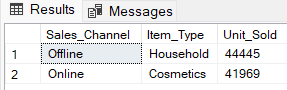 Results Messages
Sales_Channel Item_Type Unit_Sold
1 Offline Household 44445
2 Online Cosmetics 41969